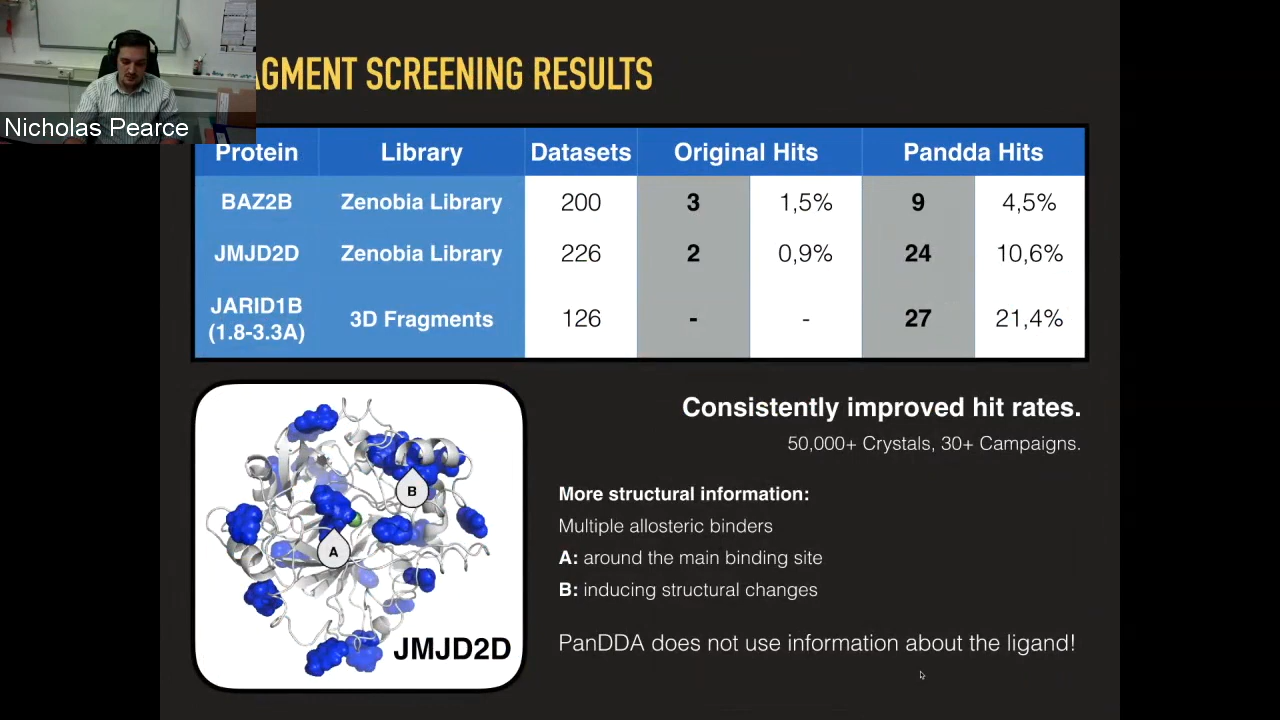 AGMENT SCREENING RESULTS
Nicholas Pearce
Protein Library Datasets Original Hits Pandda Hits
BAZ2B Zenobia Library 200 3 1,5% 9 4,5%
JMJD2D Zenobia Library 226 2 0,9% 24 10,6%
JARID1B
(1.8-3.3A) 3D Fragments 126 - - 27 21,4%
Consistently improved hit rates.
50,000+ Crystals, 30+ Campaigns.
B
A
JMJD2D
More structural information:
Multiple allosteric binders
A: around the main binding site
B: inducing structural changes
PanDDA does not use information about the ligand!